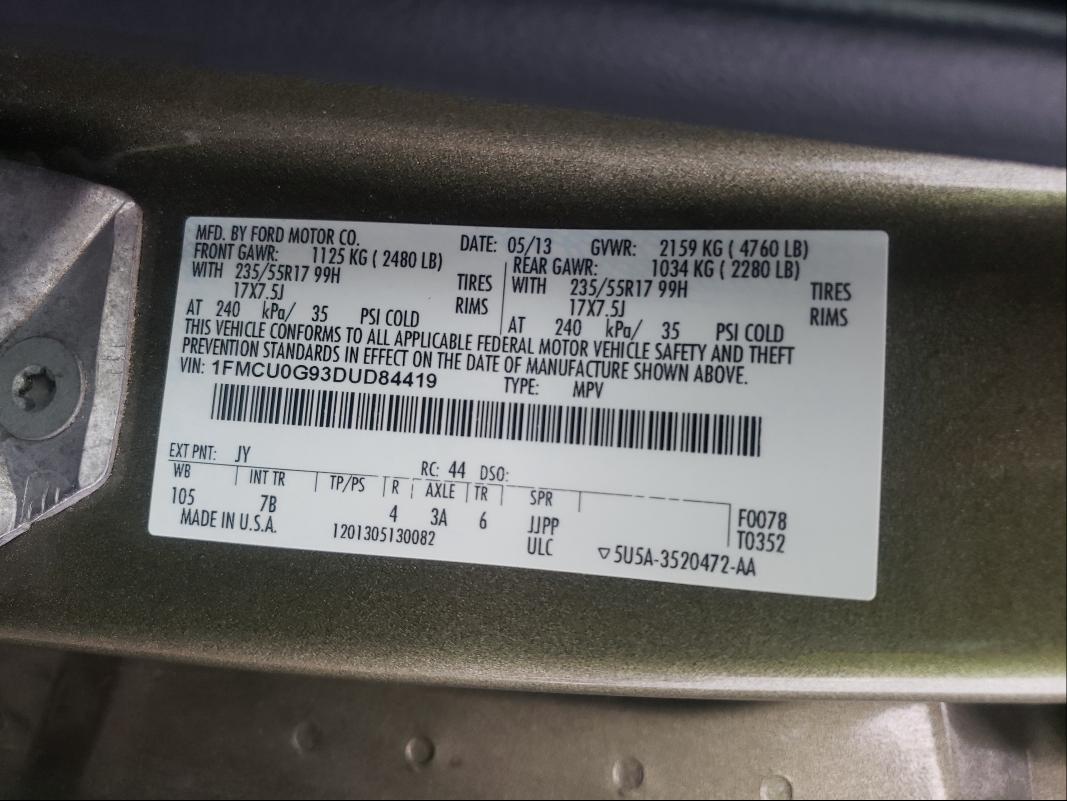 MFD. BY FORD MOTOR CO. DATE: 05/13 GVWR: 2159 KG ( 4760 LB)
FRONT GAWR: 1125 KG ( 2480 LB) REAR GAWR: 1034 KG ( 2280 LB)
WITH 235/55R17 99H TIRES WITH 235/55R17 99H TIRES
17X7.5J RIMS 17X7.5J RIMS
AT 240 kPa/ 35 PSI COLD AT 240 kPa/ 35 PSI COLD
THIS VEHICLE CONFORMS TO ALL APPLICABLE FEDERAL MOTOR VEHICLE SAFETY AND THEFT
PREVENTION STANDARDS IN EFFECT ON THE DATE OF MANUFACTURE SHOWN ABOVE.
VIN: 1FMCU0G93DUD84419 TYPE: MPV
EXT PNT: JY RC: 44 DSO:
WB INT TR TP/PS R AXLE TR SPR
105 7B 4 3A 6 JJPP F0078
MADE IN U.S.A. 1201305130082 ULC T0352
▽5U5A-3520472-AA